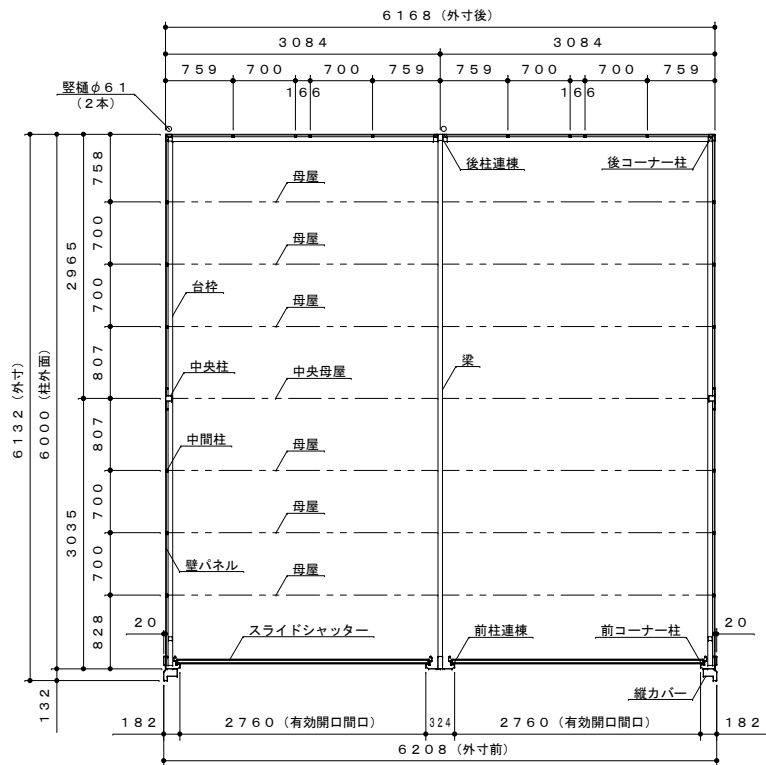 ６１６８（外寸後）
３０８４ ３０８４
７５９ ７００ ７００ ７５９ ７５９ ７００ ７００ ７５９
１６６ １６６
竪樋φ６１
（２本）
後柱連棟 後コーナー柱
７５８
母屋
７００
母屋
２９６５
７００
台枠 母屋
８０７
中央柱 中央母屋 梁
６１３２（外寸）
６０００（柱外面）
８０７
中間柱 母屋
７００
母屋
３０３５
７００
壁パネル 母屋
８２８
２０ スライドシャッター 前柱連棟 前コーナー柱 ２０
縦カバー
１３２
１８２ ２７６０（有効開口間口） ３２４ ２７６０（有効開口間口） １８２
６２０８（外寸前）